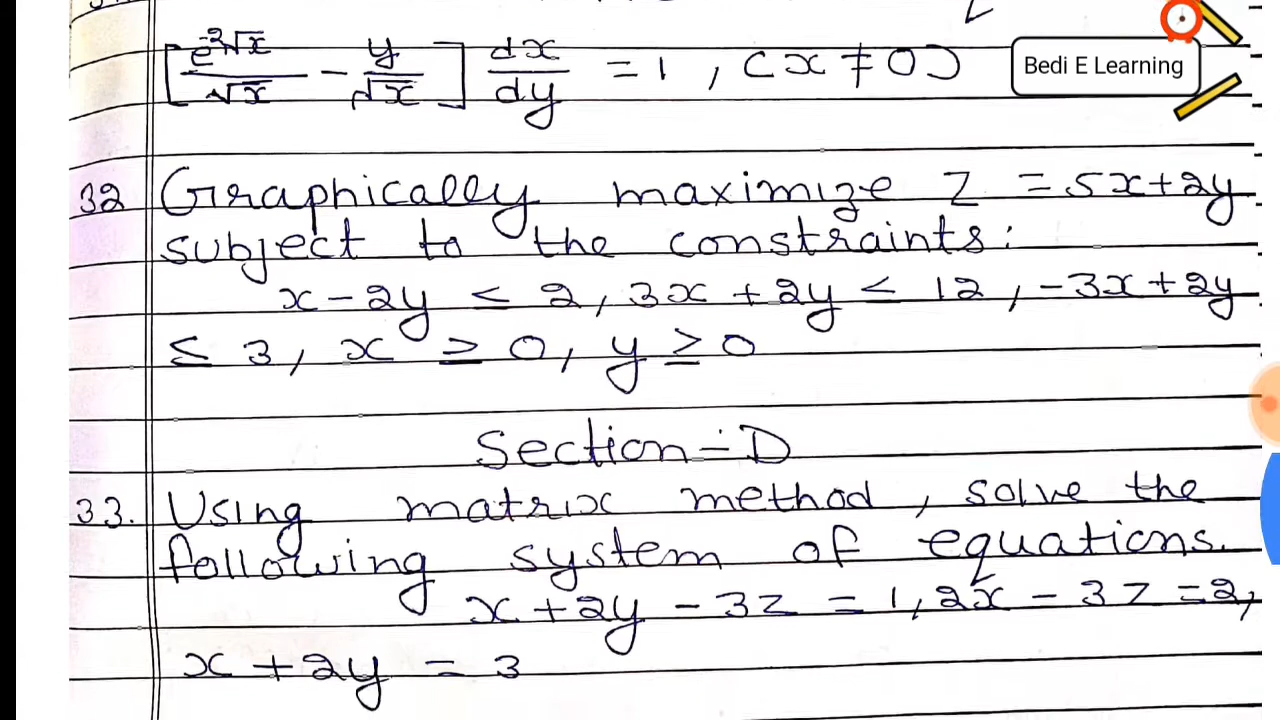 [e^-2√x/√x - y/√x] dx/dy = 1, (x ≠ 0)
Bedi E Learning
32 Graphically maximize Z = 5x+2y
subject to the constraints:
x - 2y ≤ 2, 3x + 2y ≤ 12, -3x + 2y
≤ 3, x ≥ 0, y ≥ 0
Section - D
33. Using matrix method, solve the
following system of equations.
x + 2y - 3z = 1, 2x - 3z = 2,
x + 2y = 3